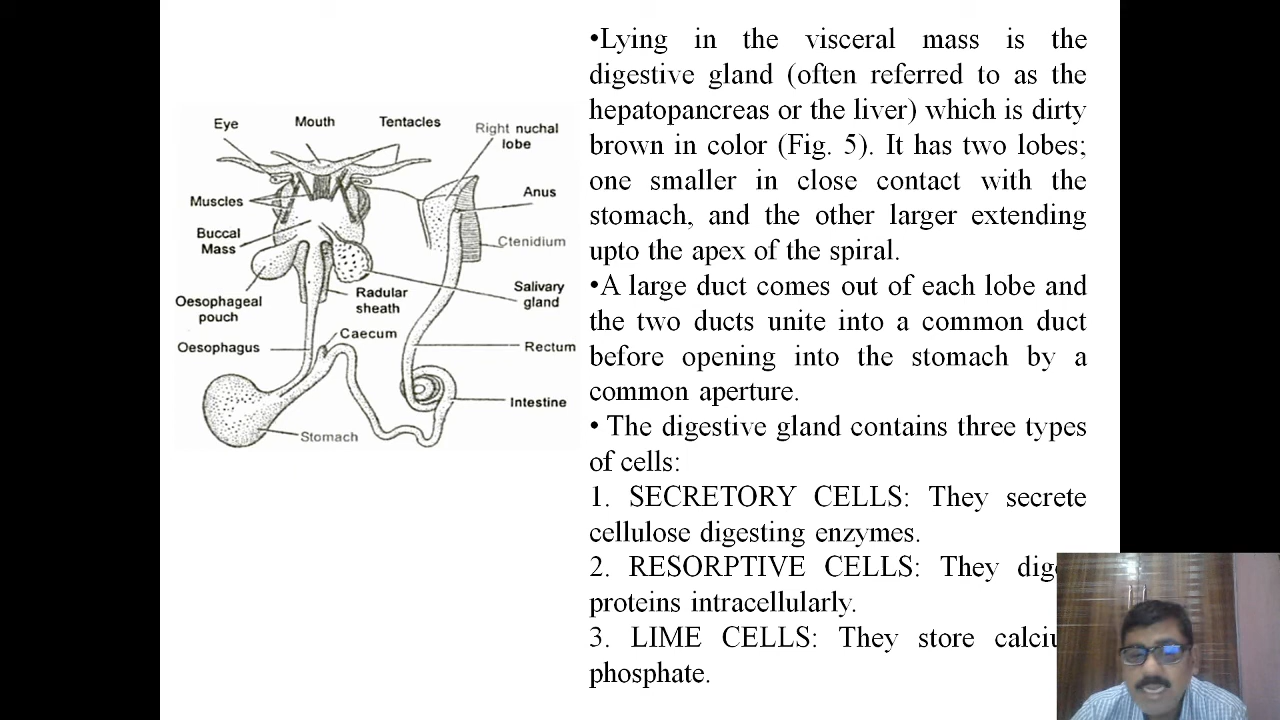 Eye
Mouth
Tentacles
Right nuchal
lobe
Anus
Muscles
Buccal
Mass
Ctenidium
Oesophageal
pouch
Radular
sheath
Salivary
gland
Caecum
Oesophagus
Rectum
Intestine
Stomach
•Lying in the visceral mass is the
digestive gland (often referred to as the
hepatopancreas or the liver) which is dirty
brown in color (Fig. 5). It has two lobes;
one smaller in close contact with the
stomach, and the other larger extending
upto the apex of the spiral.
•A large duct comes out of each lobe and
the two ducts unite into a common duct
before opening into the stomach by a
common aperture.
• The digestive gland contains three types
of cells:
1. SECRETORY CELLS: They secrete
cellulose digesting enzymes.
2. RESORPTIVE CELLS: They
proteins intracellularly.
3. LIME CELLS: They store
phosphate.